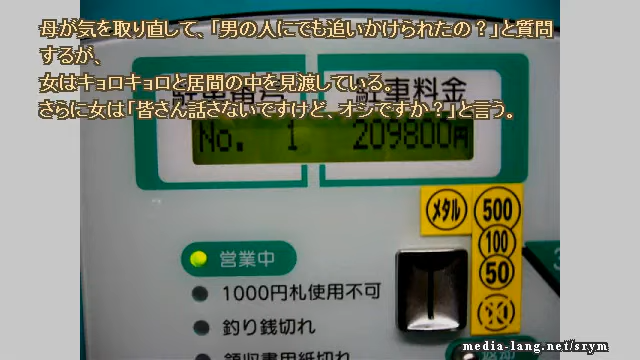 母が気を取り直して、「男の人にでも追いかけられたの？」と質問
するが、
女はキョロキョロと居間の中を見渡している。
さらに女は「皆さん話さないですけど、オシですか？」と言う。
駐車番号 駐車料金
No. 1 209800円
メタル 500
100
50
営業中
1000円札使用不可
釣り銭切れ
領収書用紙切れ
media-lang.net/srym